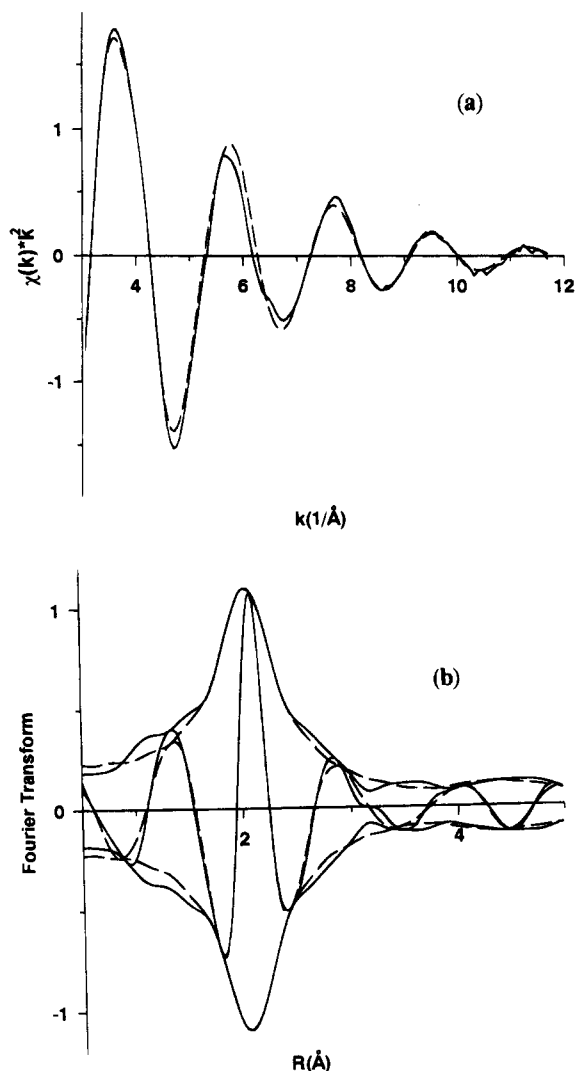 (a)
1
0
-1
4
6
8
10
12
χ(k)*k²
k(1/Å)
(b)
1
0
-1
2
4
Fourier Transform
R(Å)